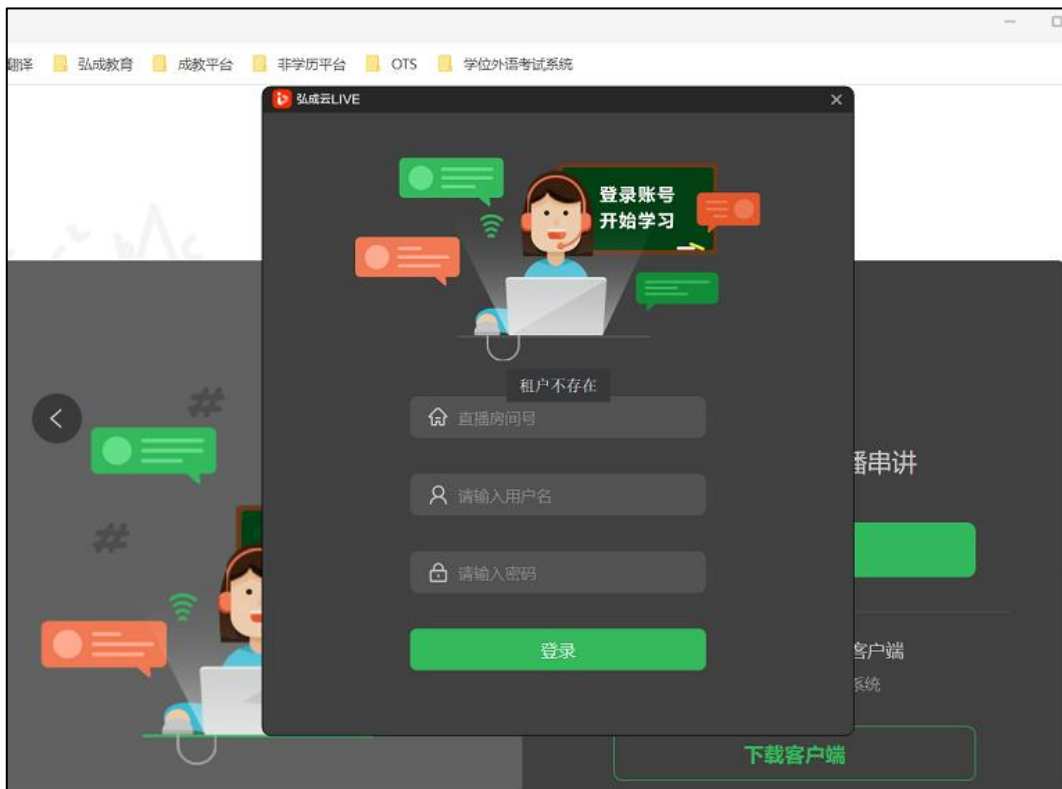 翻译 弘成教育 成教平台 非学历平台 OTS 学位外语考试系统
弘成云LIVE
登录账号
开始学习
租户不存在
直播房间号
请输入用户名
请输入密码
登录
播串讲
客户端
系统
下载客户端